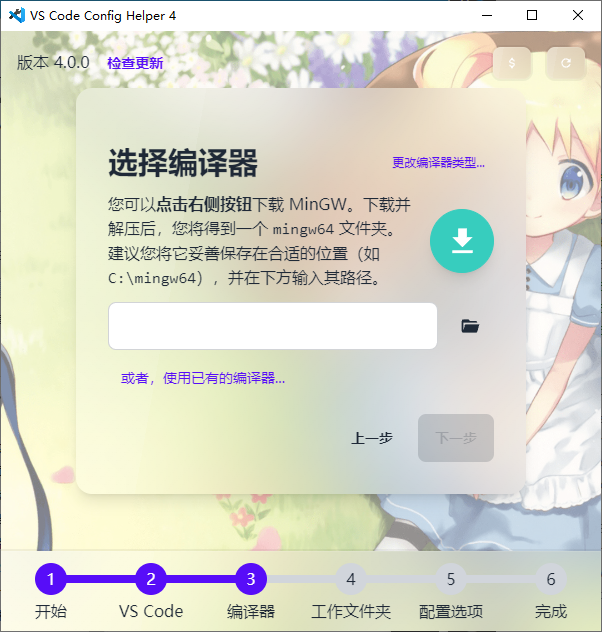 VS Code Config Helper 4
版本 4.0.0 检查更新
$
选择编译器
更改编译器类型...
您可以点击右侧按钮下载 MinGW。下载并
解压后，您将得到一个 mingw64 文件夹。
建议您将它妥善保存在合适的位置（如
C:\mingw64），并在下方输入其路径。
或者，使用已有的编译器...
上一步 下一步
1 2 3 4 5 6
开始 VS Code 编译器 工作文件夹 配置选项 完成